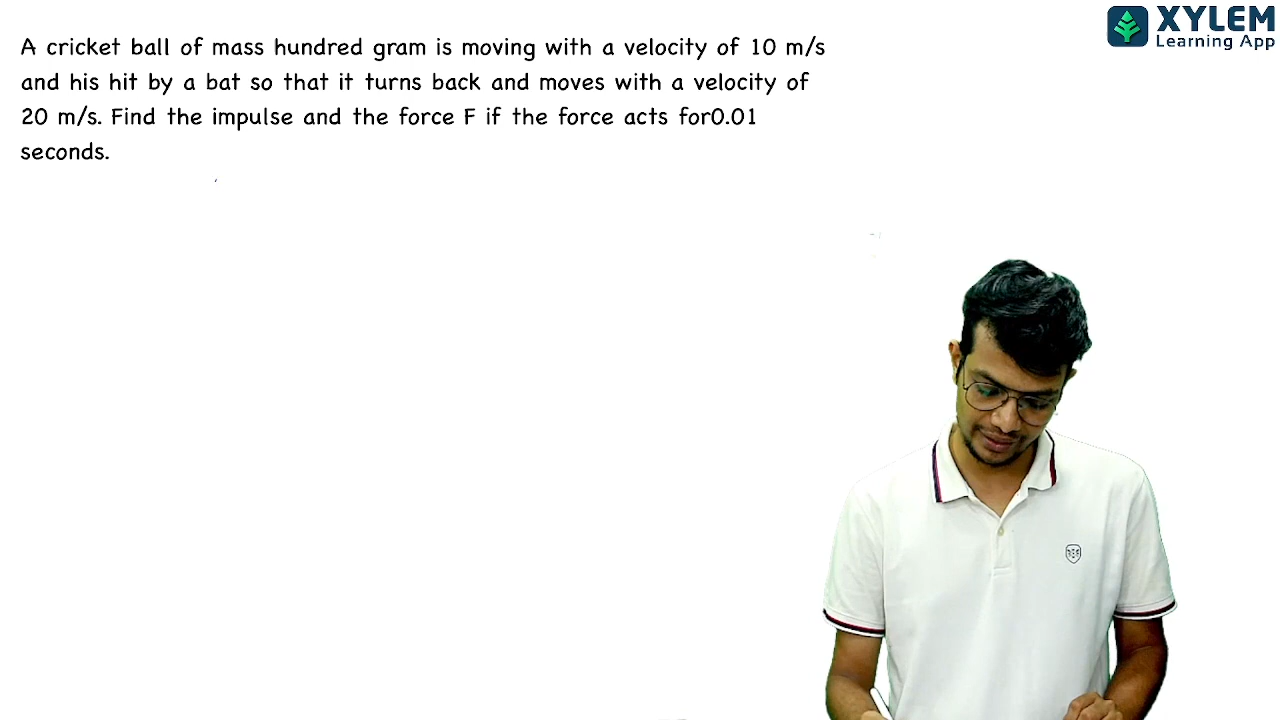 XYLEM
Learning App
A cricket ball of mass hundred gram is moving with a velocity of 10 m/s
and his hit by a bat so that it turns back and moves with a velocity of
20 m/s. Find the impulse and the force F if the force acts for0.01
seconds.